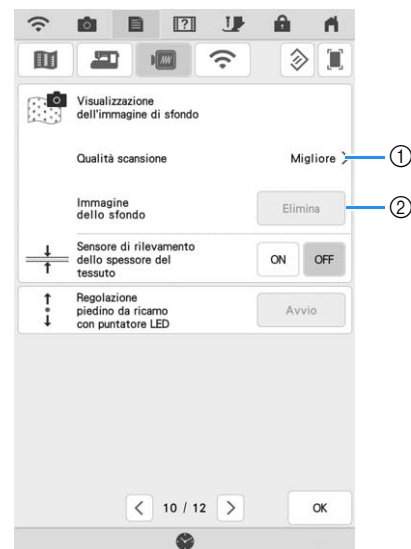 Visualizzazione
dell'immagine di sfondo
Qualità scansione
Migliore
①
Immagine
dello sfondo
Elimina
②
Sensore di rilevamento
dello spessore del
tessuto
ON OFF
Regolazione
piedino da ricamo
con puntatore LED
Avvio
< 10 / 12 >
OK